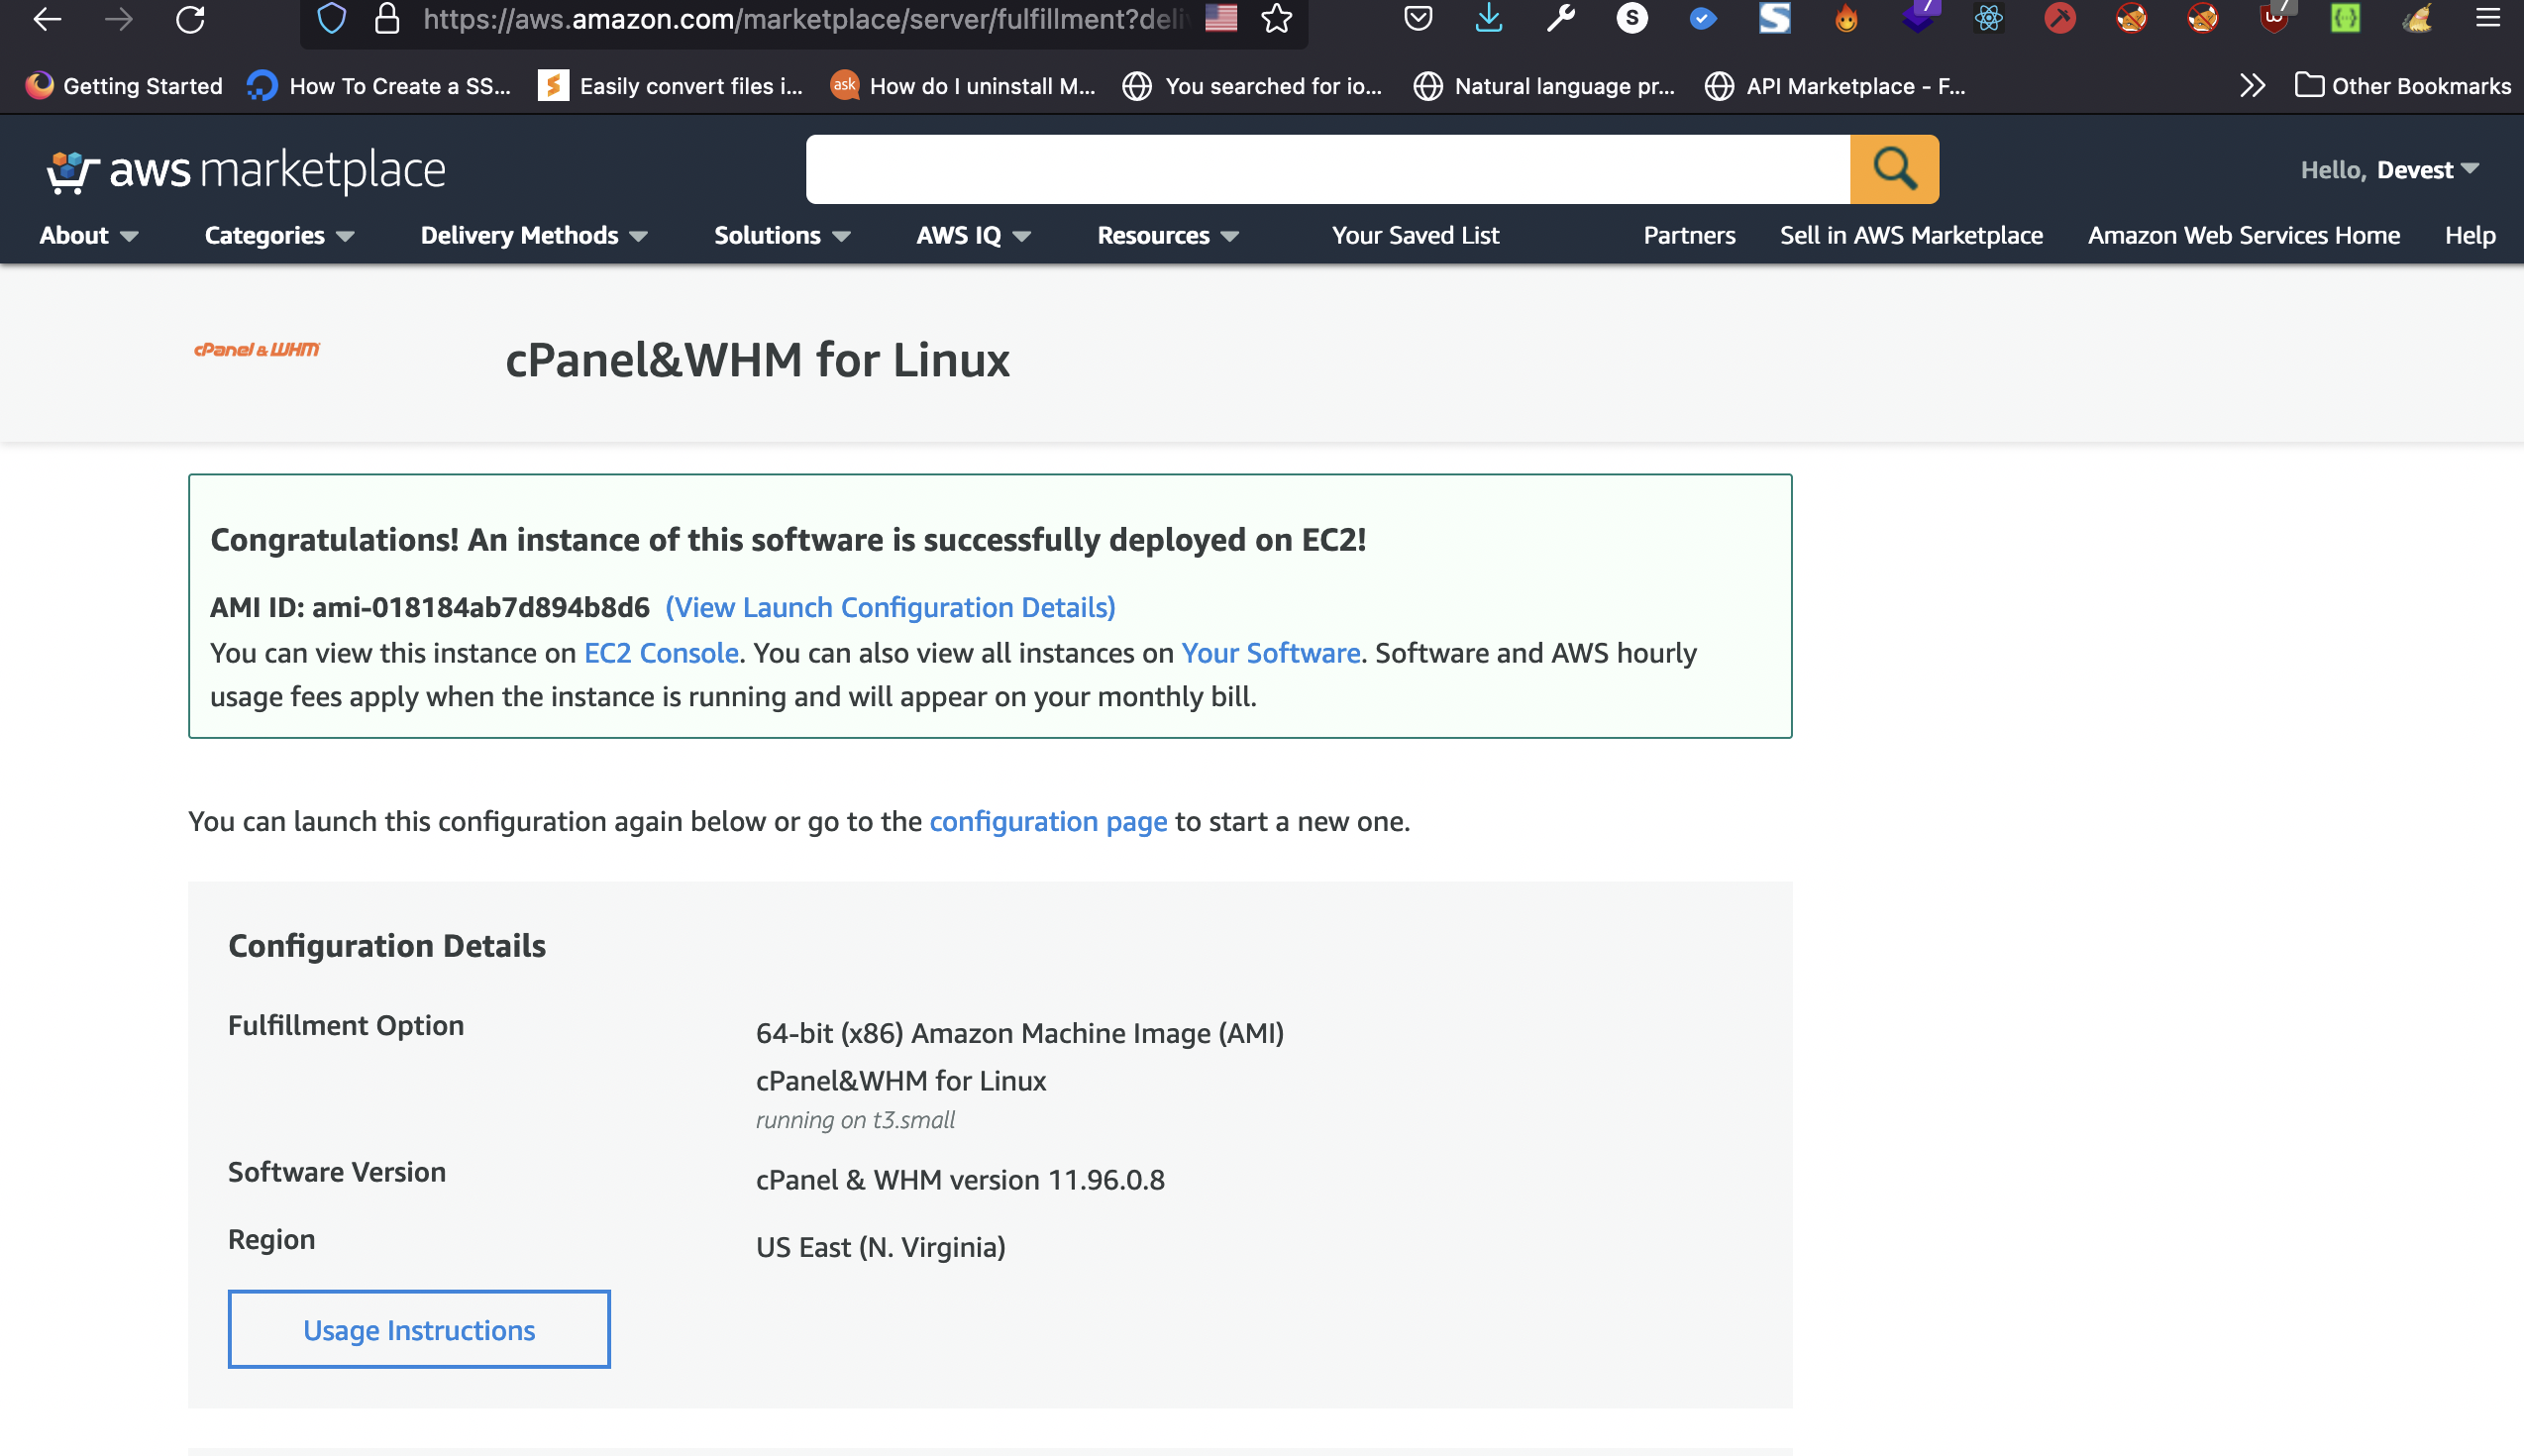 https://aws.amazon.com/marketplace/server/fulfillment?deli
S
7
7
Getting Started
How To Create a SS...
Easily convert files i...
ask
How do I uninstall M...
You searched for io...
Natural language pr...
API Marketplace - F...
Other Bookmarks
aws marketplace
Hello, Devest
About
Categories
Delivery Methods
Solutions
AWS IQ
Resources
Your Saved List
Partners
Sell in AWS Marketplace
Amazon Web Services Home
Help
cPanel & WHM
cPanel&WHM for Linux
Congratulations! An instance of this software is successfully deployed on EC2!
AMI ID: ami-018184ab7d894b8d6 (View Launch Configuration Details)
You can view this instance on EC2 Console. You can also view all instances on Your Software. Software and AWS hourly
usage fees apply when the instance is running and will appear on your monthly bill.
You can launch this configuration again below or go to the configuration page to start a new one.
Configuration Details
Fulfillment Option
64-bit (x86) Amazon Machine Image (AMI)
cPanel&WHM for Linux
running on t3.small
Software Version
cPanel & WHM version 11.96.0.8
Region
US East (N. Virginia)
Usage Instructions